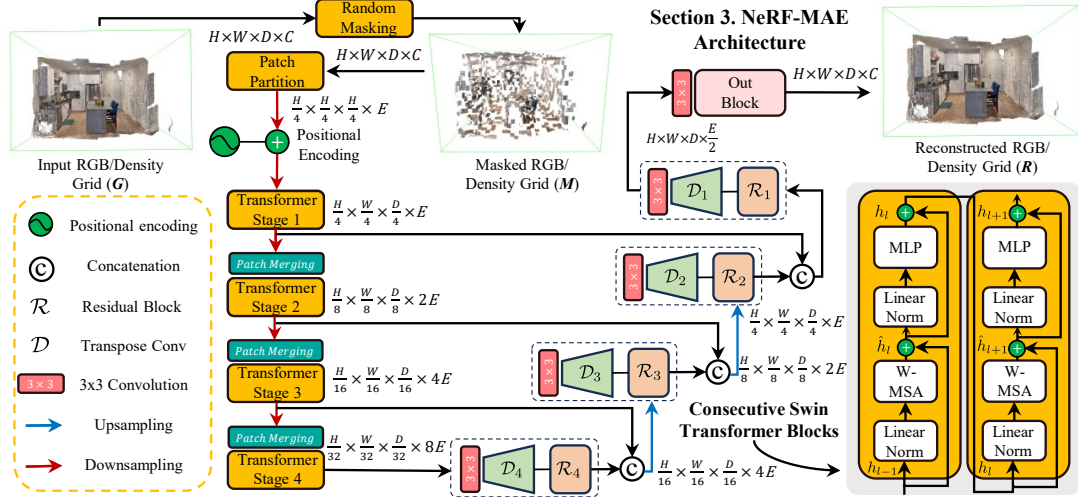 Random
Masking
Section 3. NeRF-MAE
Architecture
H×W×D×C
H×W×D×C
Patch
Partition
H/4 × H/4 × H/4 × E
Positional
Encoding
Input RGB/Density
Grid (G)
Masked RGB/
Density Grid (M)
3×3
Out
Block
H×W×D×C
H×W×D×E/2
Reconstructed RGB/
Density Grid (R)
Positional encoding
C
Concatenation
R
Residual Block
D
Transpose Conv
3×3
3x3 Convolution
Upsampling
Downsampling
Transformer
Stage 1
H/4 × W/4 × D/4 × E
Patch Merging
Transformer
Stage 2
H/8 × W/8 × D/8 × 2E
Patch Merging
Transformer
Stage 3
H/16 × W/16 × D/16 × 4E
Patch Merging
Transformer
Stage 4
H/32 × W/32 × D/32 × 8E
3×3
D1
R1
C
3×3
D2
R2
C
H/4 × W/4 × D/4 × E
3×3
D3
R3
C
H/8 × W/8 × D/8 × 2E
3×3
D4
R4
C
H/16 × W/16 × D/16 × 4E
Consecutive Swin
Transformer Blocks
h_l
MLP
Linear
Norm
ĥ_l
W-
MSA
Linear
Norm
h_{l−1}
h_{l+1}
MLP
Linear
Norm
ĥ_{l+1}
W-
MSA
Linear
Norm
h_l